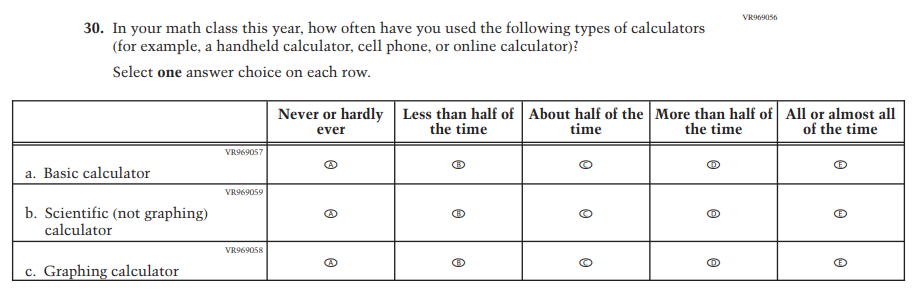 VR969056
30. In your math class this year, how often have you used the following types of calculators
(for example, a handheld calculator, cell phone, or online calculator)?
Select one answer choice on each row.
Never or hardly ever Less than half of the time About half of the time More than half of the time All or almost all of the time
VR969057
a. Basic calculator A B C D E
VR969059
b. Scientific (not graphing)
calculator A B C D E
VR969058
c. Graphing calculator A B C D E